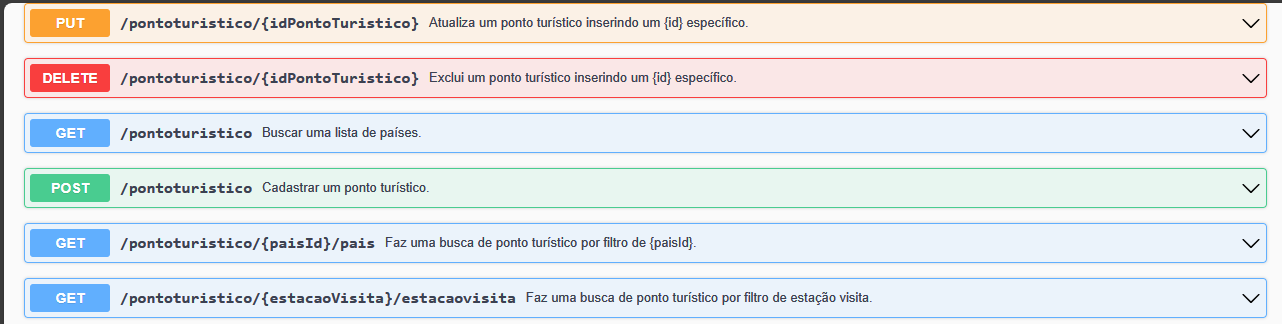 PUT /pontoturistico/{idPontoTuristico} Atualiza um ponto turístico inserindo um {id} específico.
DELETE /pontoturistico/{idPontoTuristico} Exclui um ponto turístico inserindo um {id} específico.
GET /pontoturistico Buscar uma lista de países.
POST /pontoturistico Cadastrar um ponto turístico.
GET /pontoturistico/{paisId}/pais Faz uma busca de ponto turístico por filtro de {paisId}.
GET /pontoturistico/{estacaoVisita}/estacaovisita Faz uma busca de ponto turístico por filtro de estação visita.